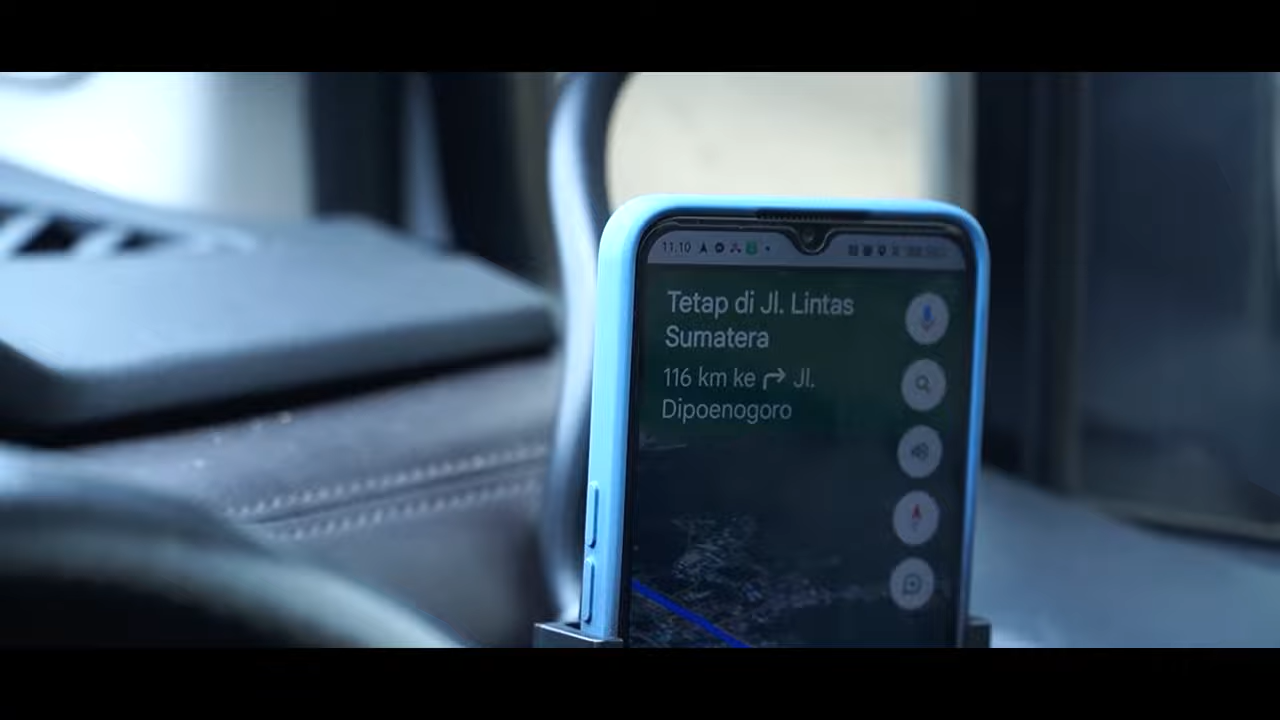 11.10
Tetap di Jl. Lintas
Sumatera
116 km ke Jl.
Dipoenogoro